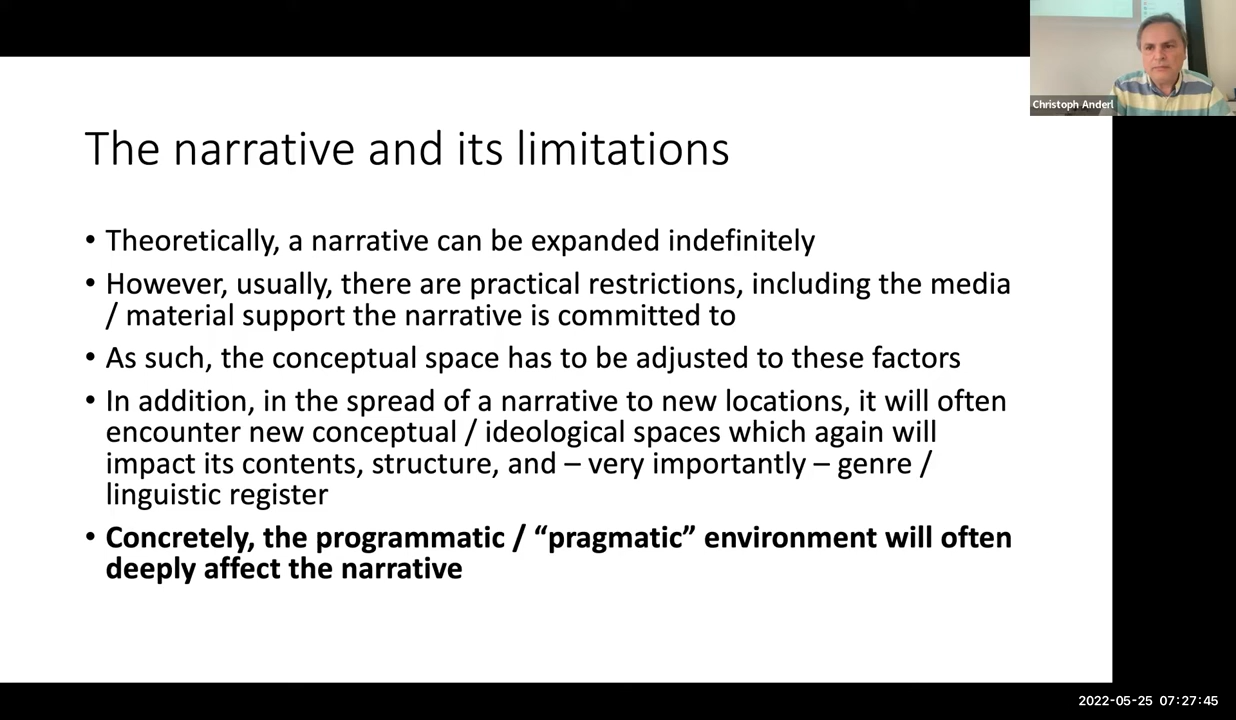 Christoph Anderl
The narrative and its limitations
• Theoretically, a narrative can be expanded indefinitely
• However, usually, there are practical restrictions, including the media
/ material support the narrative is committed to
• As such, the conceptual space has to be adjusted to these factors
• In addition, in the spread of a narrative to new locations, it will often
encounter new conceptual / ideological spaces which again will
impact its contents, structure, and – very importantly – genre /
linguistic register
• Concretely, the programmatic / “pragmatic” environment will often
deeply affect the narrative
2022-05-25 07:27:45